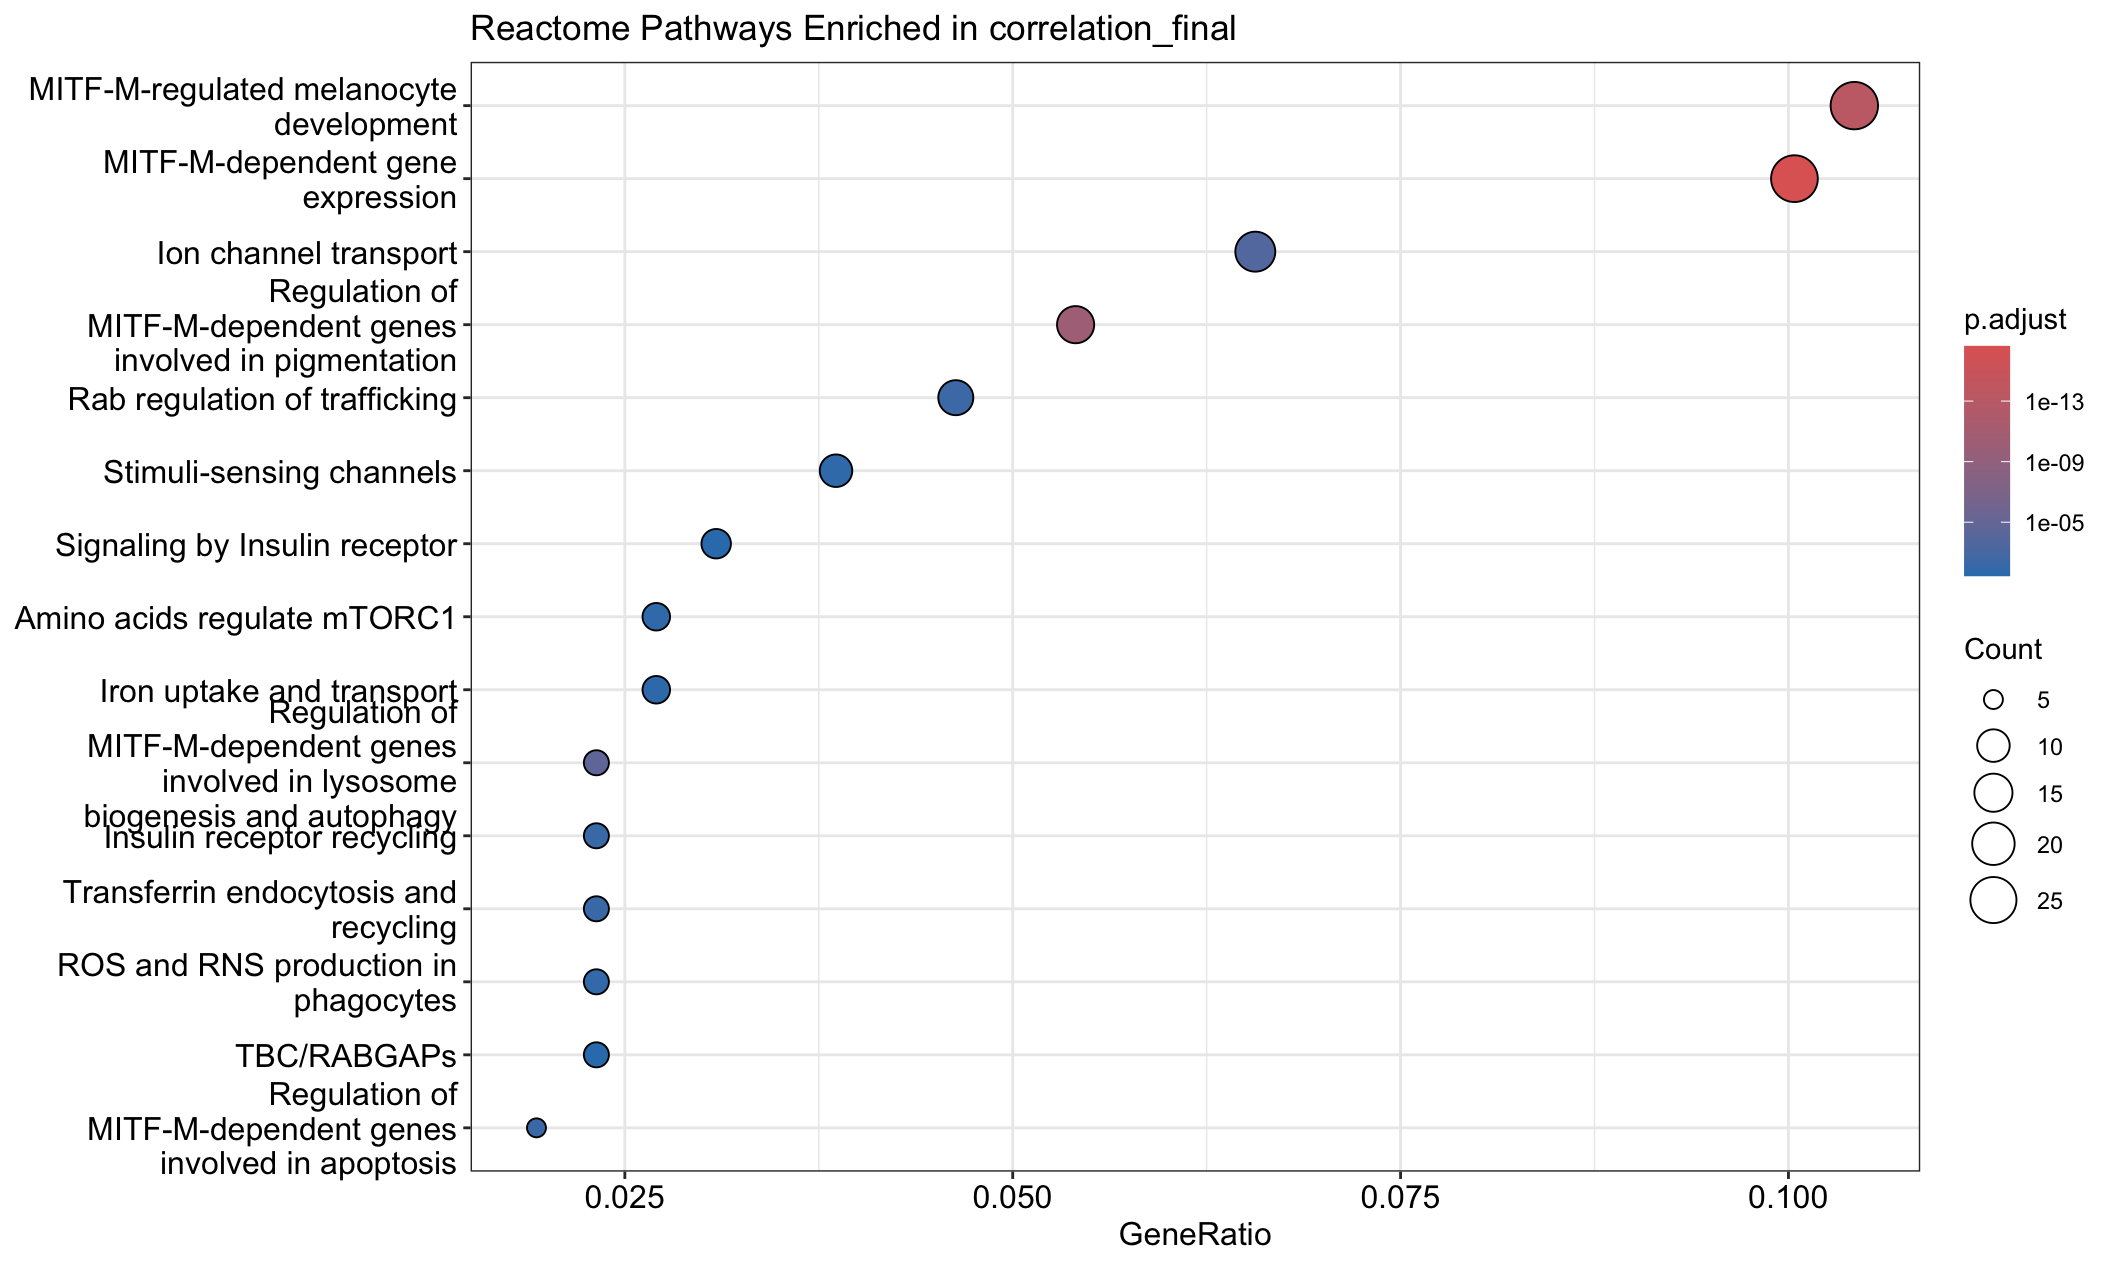 Reactome Pathways Enriched in correlation_final
MITF-M-regulated melanocyte
development
MITF-M-dependent gene
expression
Ion channel transport
Regulation of
MITF-M-dependent genes
involved in pigmentation
Rab regulation of trafficking
Stimuli-sensing channels
Signaling by Insulin receptor
Amino acids regulate mTORC1
Iron uptake and transport
Regulation of
MITF-M-dependent genes
involved in lysosome
biogenesis and autophagy
Insulin receptor recycling
Transferrin endocytosis and
recycling
ROS and RNS production in
phagocytes
TBC/RABGAPs
Regulation of
MITF-M-dependent genes
involved in apoptosis
0.025 0.050 0.075 0.100
GeneRatio
p.adjust
1e-13
1e-09
1e-05
Count
5
10
15
20
25